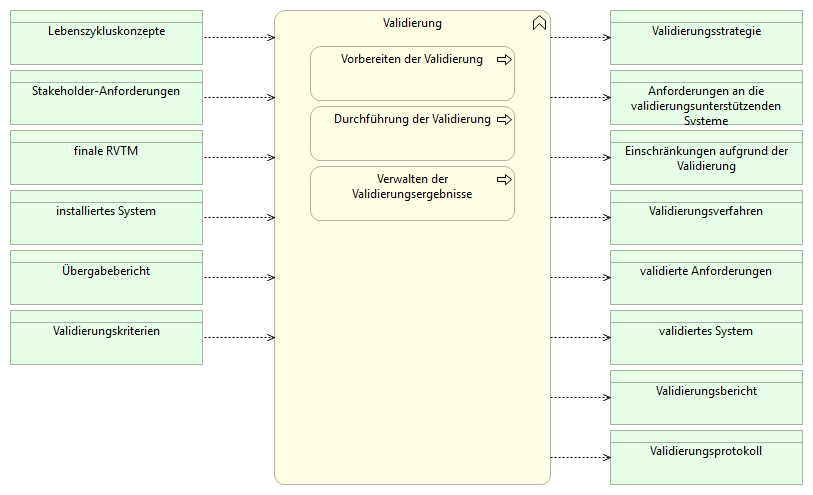 Lebenszykluskonzepte
Stakeholder-Anforderungen
finale RVTM
installiertes System
Übergabebericht
Validierungskriterien
Validierung
Vorbereiten der Validierung
Durchführung der Validierung
Verwalten der
Validierungsergebnisse
Validierungsstrategie
Anforderungen an die
validierungsunterstützenden
Systeme
Einschränkungen aufgrund der
Validierung
Validierungsverfahren
validierte Anforderungen
validiertes System
Validierungsbericht
Validierungsprotokoll